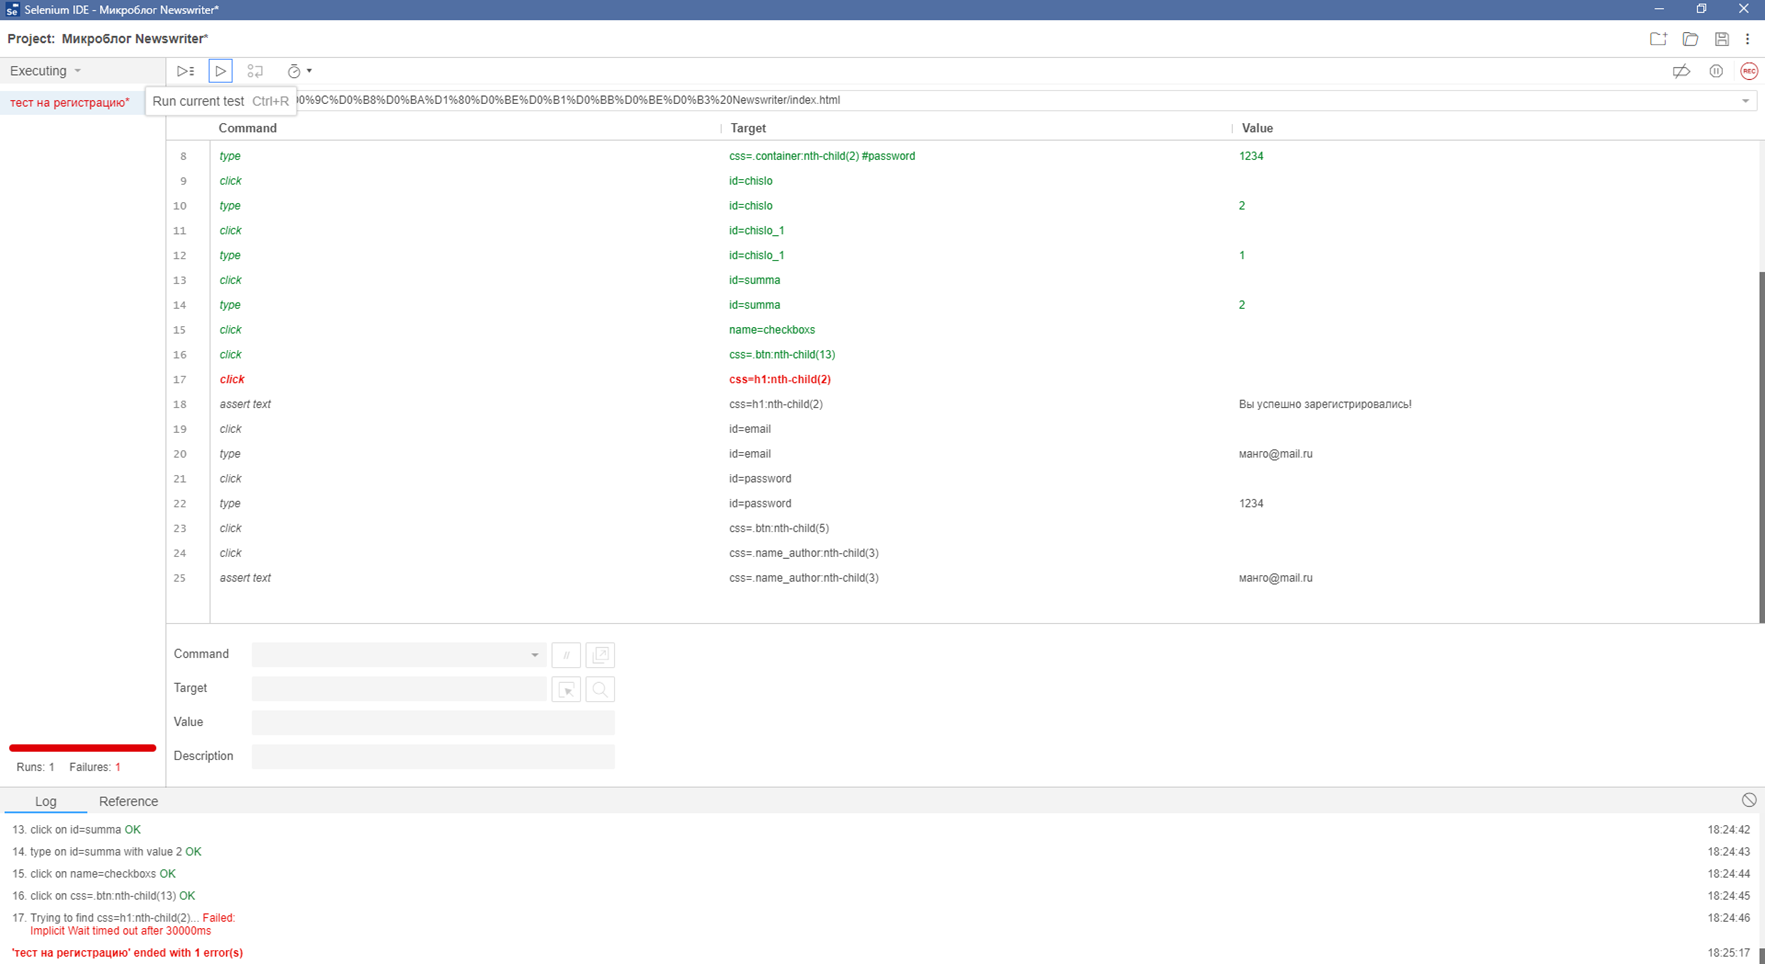 Selenium IDE - Микроблог Newswriter*
Project: Микроблог Newswriter*
Executing
REC
тест на регистрацию*
Run current test Ctrl+R
D0%9C%D0%B8%D0%BA%D1%80%D0%BE%D0%B1%D0%BB%D0%BE%D0%B3%20Newswriter/index.html
Command Target Value
8 type css=.container:nth-child(2) #password 1234
9 click id=chislo
10 type id=chislo 2
11 click id=chislo_1
12 type id=chislo_1 1
13 click id=summa
14 type id=summa 2
15 click name=checkboxs
16 click css=.btn:nth-child(13)
17 click css=h1:nth-child(2)
18 assert text css=h1:nth-child(2) Вы успешно зарегистрировались!
19 click id=email
20 type id=email манго@mail.ru
21 click id=password
22 type id=password 1234
23 click css=.btn:nth-child(5)
24 click css=.name_author:nth-child(3)
25 assert text css=.name_author:nth-child(3) манго@mail.ru
Command //
Target
Value
Description
Runs: 1 Failures: 1
Log Reference
13. click on id=summa OK 18:24:42
14. type on id=summa with value 2 OK 18:24:43
15. click on name=checkboxs OK 18:24:44
16. click on css=.btn:nth-child(13) OK 18:24:45
17. Trying to find css=h1:nth-child(2)... Failed: 18:24:46
Implicit Wait timed out after 30000ms
'тест на регистрацию' ended with 1 error(s) 18:25:17